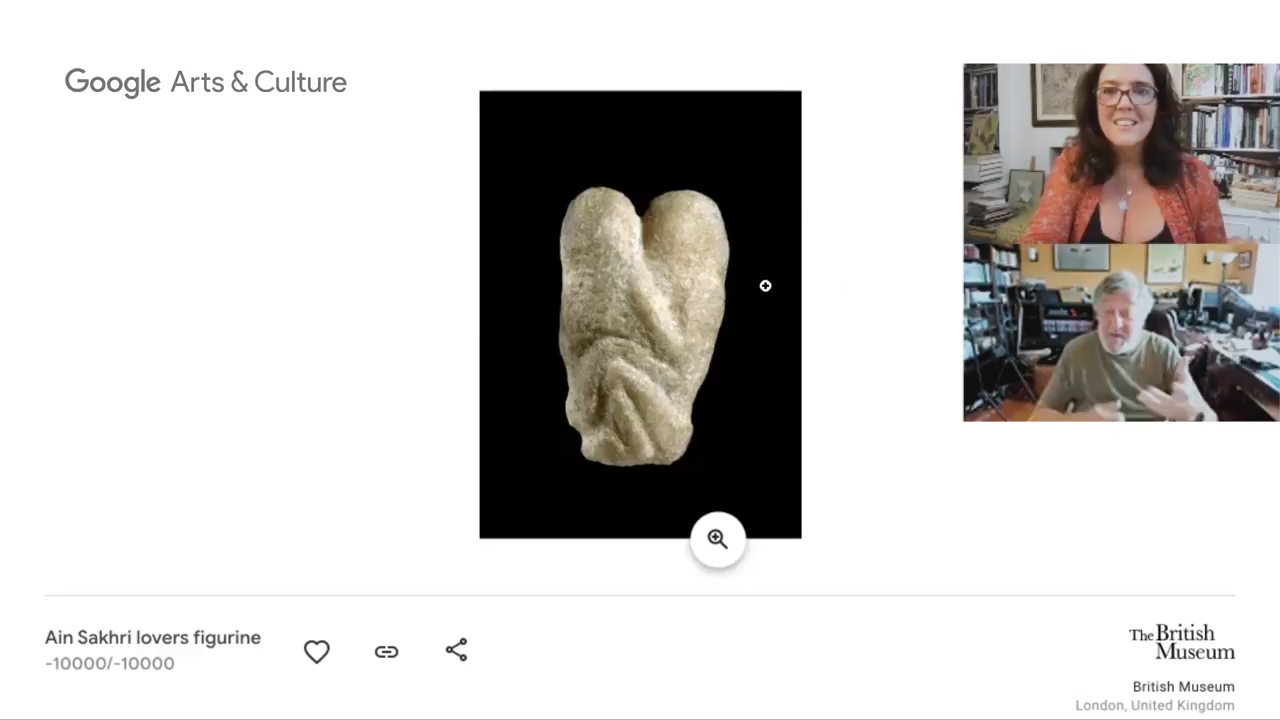 Google Arts & Culture
Ain Sakhri lovers figurine
-10000/-10000
The British
Museum
British Museum
London, United Kingdom